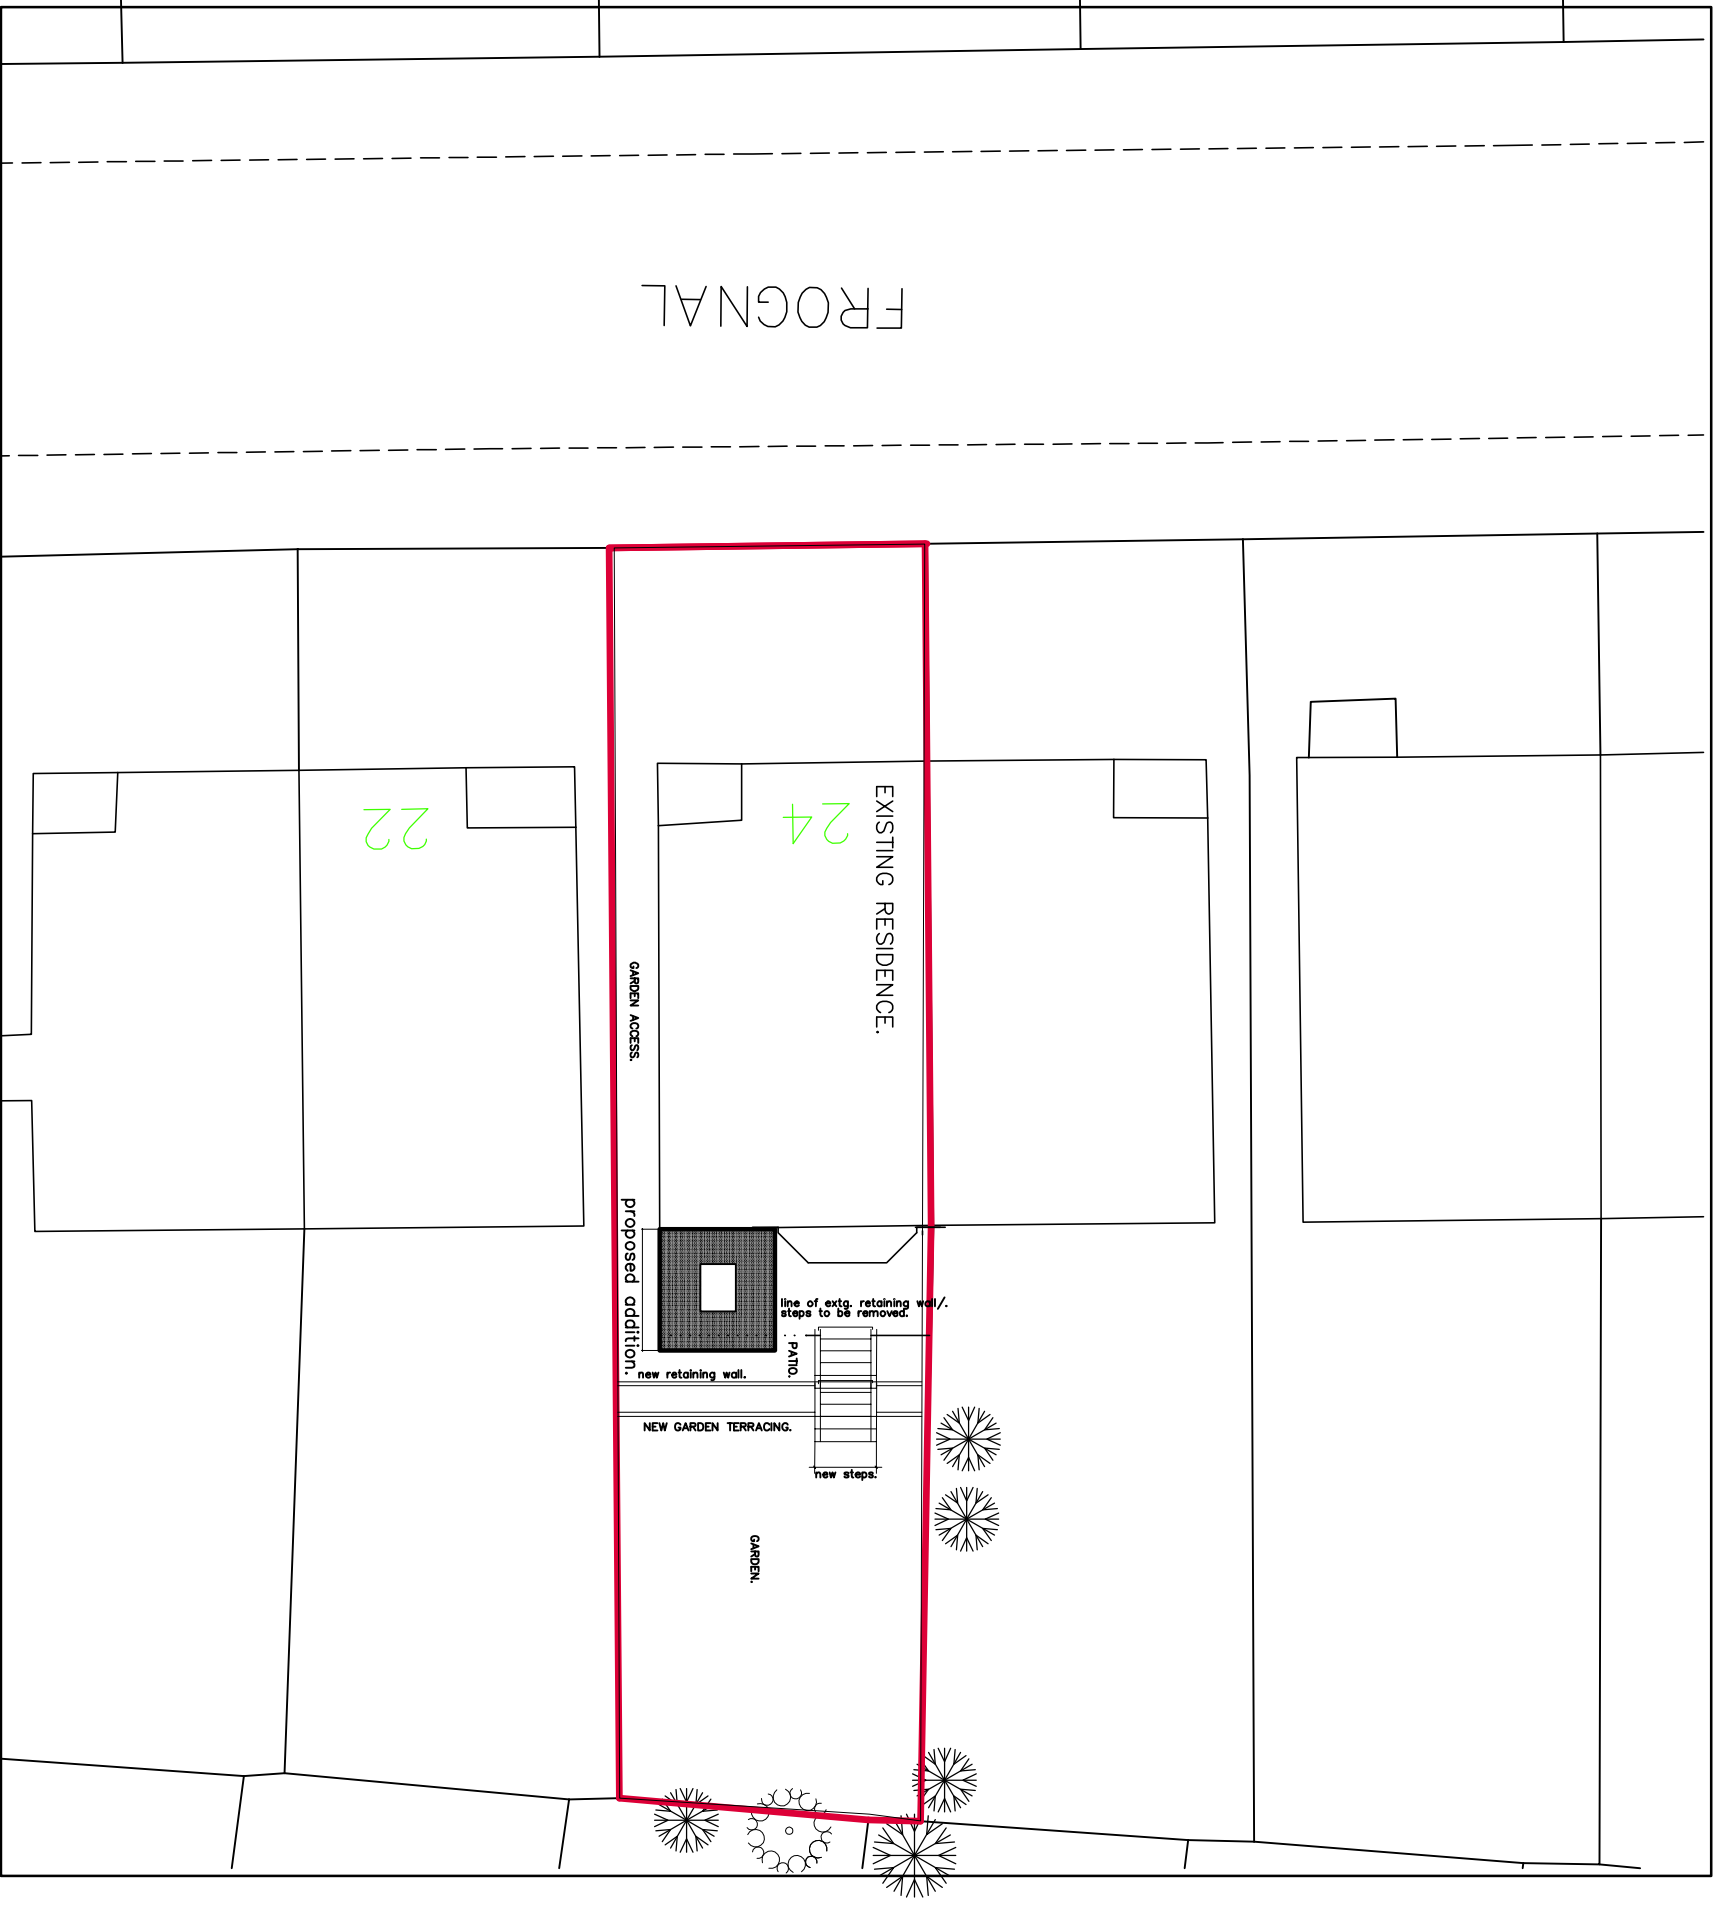 FROGNAL
22
24
EXISTING RESIDENCE.
GARDEN ACCESS.
proposed addition.
line of extg. retaining wall/.
steps to be removed.
PATIO.
new retaining wall.
NEW GARDEN TERRACING.
new steps.
GARDEN.